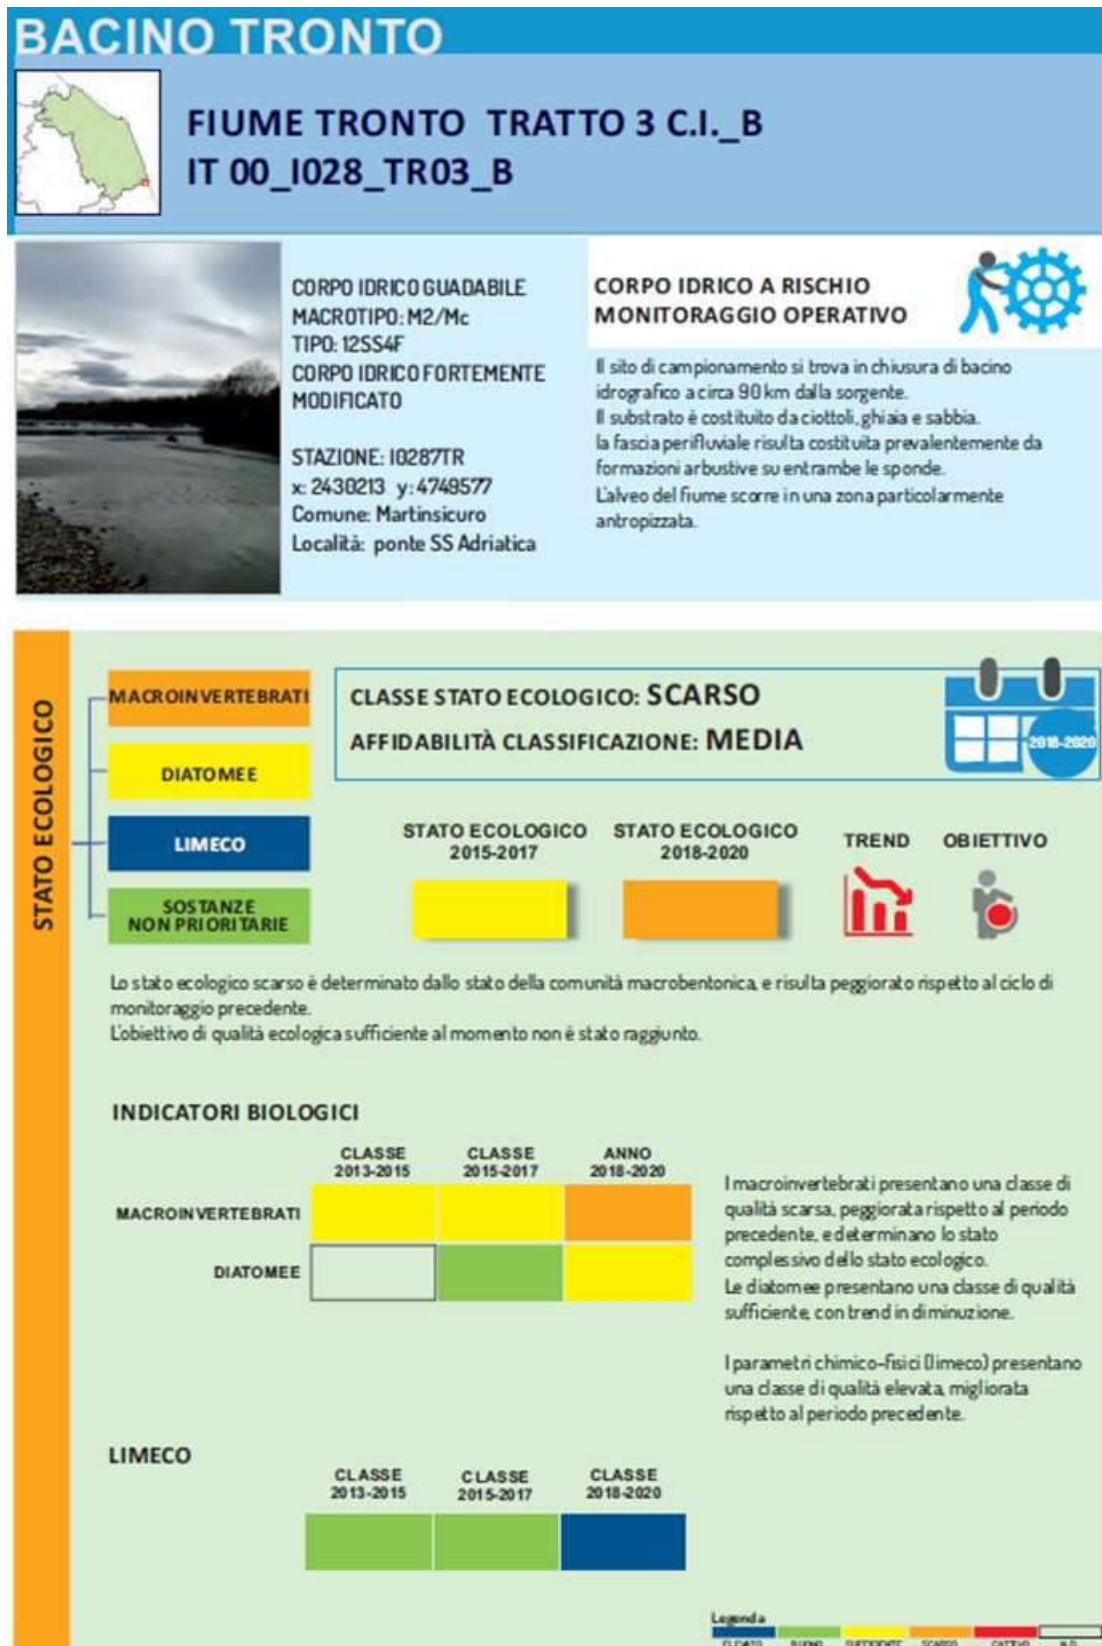 BACINO TRONTO
FIUME TRONTO TRATTO 3 C.I._B
IT 00_I028_TR03_B
CORPO IDRICO GUADABILE
MACROTIPO: M2/Mc
TIPO: 12SS4F
CORPO IDRICO FORTEMENTE
MODIFICATO
STAZIONE: I0287TR
x: 2430213 y: 4749577
Comune: Martinsicuro
Località: ponte SS Adriatica
CORPO IDRICO A RISCHIO
MONITORAGGIO OPERATIVO
Il sito di campionamento si trova in chiusura di bacino
idrografico a circa 90 km dalla sorgente.
Il substrato è costituito da ciottoli, ghiaia e sabbia.
la fascia perifluviale risulta costituita prevalentemente da
formazioni arbustive su entrambe le sponde.
L'alveo del fiume scorre in una zona particolarmente
antropizzata.
STATO ECOLOGICO
MACROINVERTEBRATI
DIATOMEE
LIMECO
SOSTANZE
NON PRIORITARIE
CLASSE STATO ECOLOGICO: SCARSO
AFFIDABILITÀ CLASSIFICAZIONE: MEDIA
2018-2020
STATO ECOLOGICO
2015-2017
STATO ECOLOGICO
2018-2020
TREND
OBIETTIVO
Lo stato ecologico scarso è determinato dallo stato della comunità macrobentonica, e risulta peggiorato rispetto al ciclo di
monitoraggio precedente.
L'obiettivo di qualità ecologica sufficiente al momento non è stato raggiunto.
INDICATORI BIOLOGICI
CLASSE
2013-2015
CLASSE
2015-2017
ANNO
2018-2020
MACROINVERTEBRATI
DIATOMEE
I macroinvertebrati presentano una classe di
qualità scarsa, peggiorata rispetto al periodo
precedente, e determinano lo stato
complessivo dello stato ecologico.
Le diatomee presentano una classe di qualità
sufficiente, con trend in diminuzione.
I parametri chimico-fisici (limeco) presentano
una classe di qualità elevata, migliorata
rispetto al periodo precedente.
LIMECO
CLASSE
2013-2015
CLASSE
2015-2017
CLASSE
2018-2020
Legenda
ELEVATO BUONO SUFFICIENTE SCARSO CATTIVO N.D.